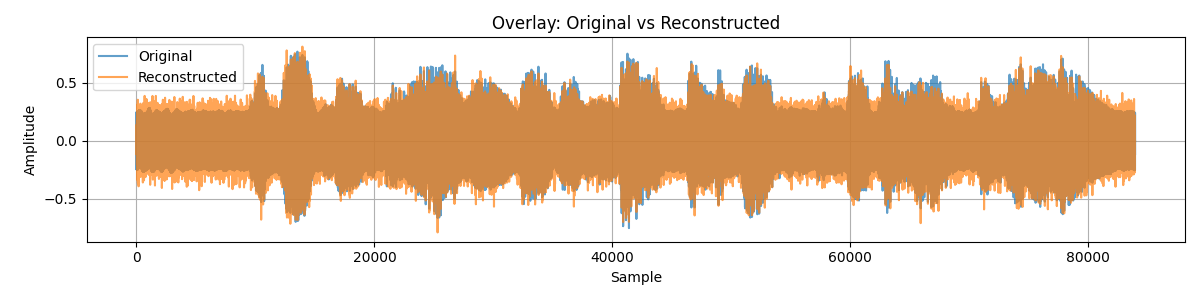 Overlay: Original vs Reconstructed
Original
Reconstructed
Amplitude
0.5
0.0
−0.5
0
20000
40000
60000
80000
Sample